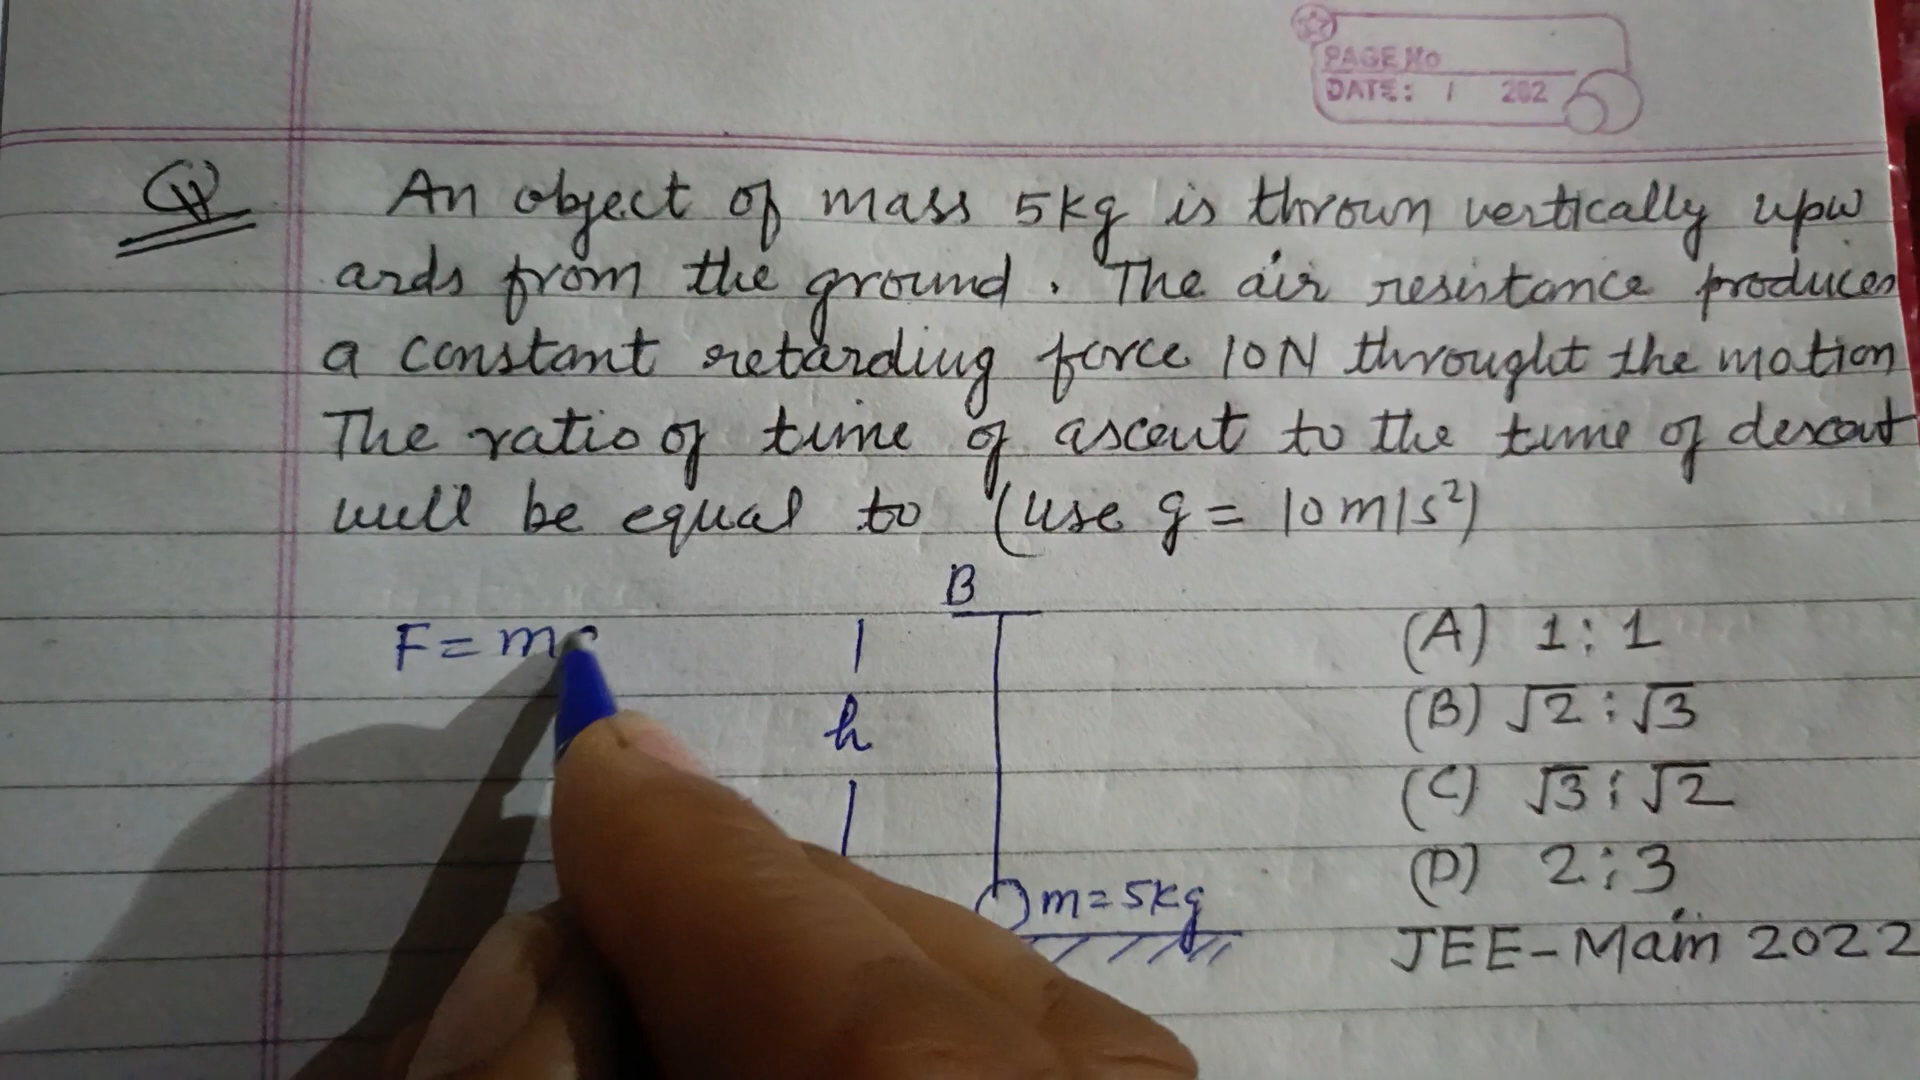 PAGE No
DATE: / 202
Q An object of mass 5kg is thrown vertically upw
ards from the ground. The air resistance produces
a constant retarding force 10N throught the motion
The ratio of time of ascent to the time of descent
will be equal to (use g = 10m/s²)
B
F = m
h
m = 5kg
(A) 1 : 1
(B) √2 : √3
(C) √3 : √2
(D) 2 : 3
JEE-Main 2022